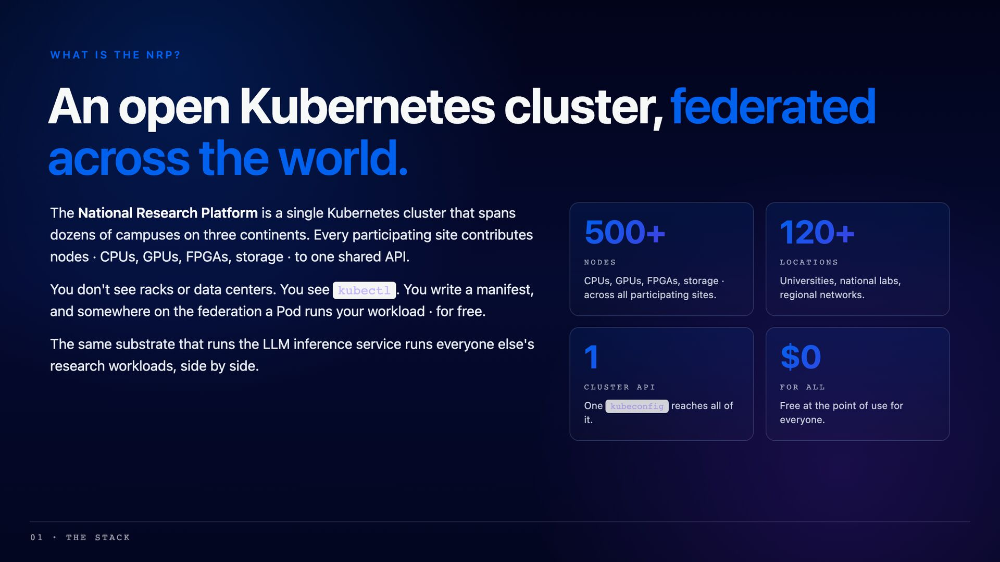 WHAT IS THE NRP?
An open Kubernetes cluster, federated
across the world.
The National Research Platform is a single Kubernetes cluster that spans
dozens of campuses on three continents. Every participating site contributes
nodes · CPUs, GPUs, FPGAs, storage · to one shared API.
You don't see racks or data centers. You see kubectl. You write a manifest,
and somewhere on the federation a Pod runs your workload · for free.
The same substrate that runs the LLM inference service runs everyone else's
research workloads, side by side.
500+
NODES
CPUs, GPUs, FPGAs, storage ·
across all participating sites.
120+
LOCATIONS
Universities, national labs,
regional networks.
1
CLUSTER API
One kubeconfig reaches all of
it.
$0
FOR ALL
Free at the point of use for
everyone.
01 · THE STACK